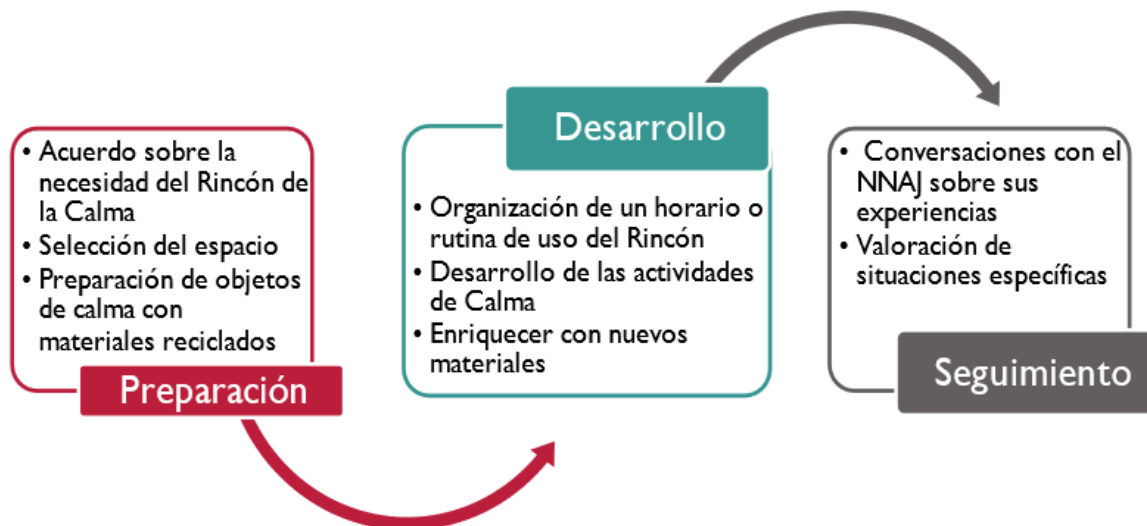 • Acuerdo sobre la
necesidad del Rincón de
la Calma
• Selección del espacio
• Preparación de objetos
de calma con
materiales reciclados
Preparación
Desarrollo
• Organización de un horario o
rutina de uso del Rincón
• Desarrollo de las actividades
de Calma
• Enriquecer con nuevos
materiales
• Conversaciones con el
NNAJ sobre sus
experiencias
• Valoración de
situaciones específicas
Seguimiento